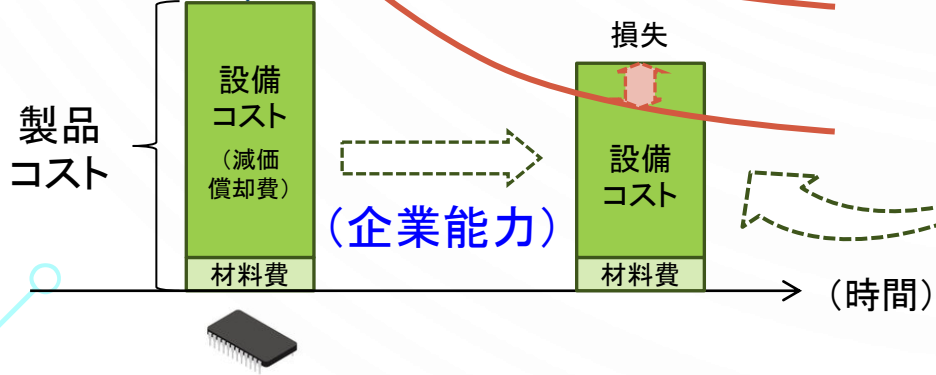 損失
設備
コスト
(減価
償却費)
製品
コスト
設備
コスト
(企業能力)
材料費
材料費
(時間)